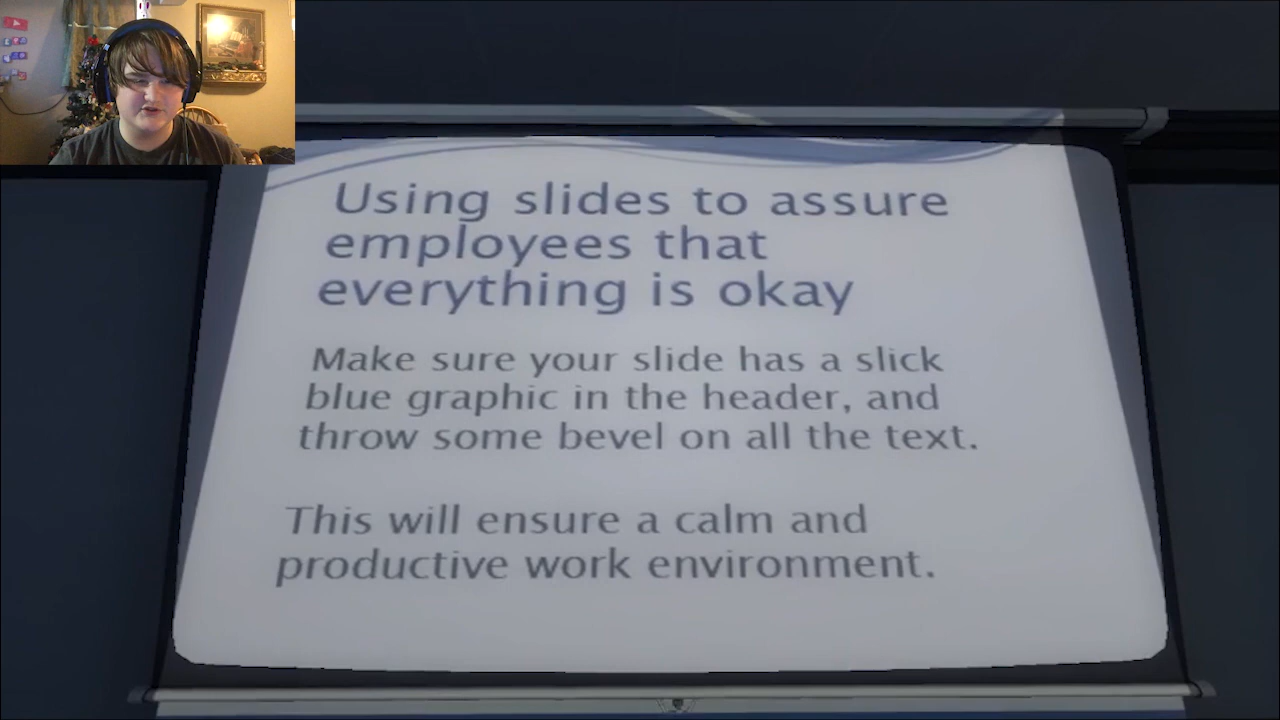 Using slides to assure
employees that
everything is okay
Make sure your slide has a slick
blue graphic in the header, and
throw some bevel on all the text.
This will ensure a calm and
productive work environment.